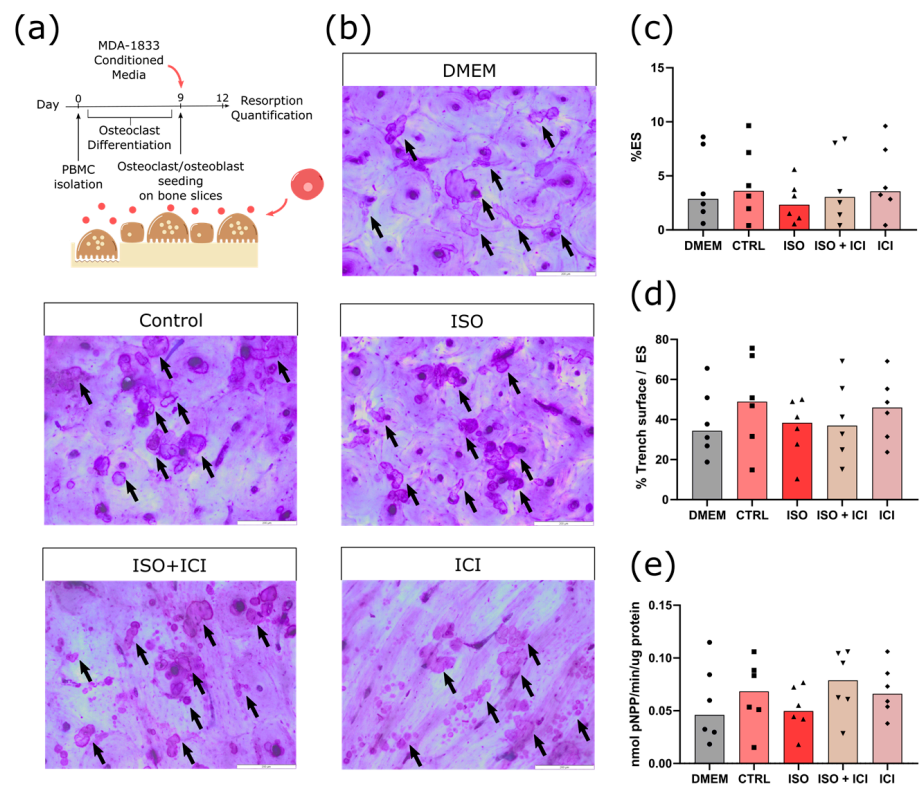 (a)
MDA-1833
Conditioned
Media
Day
0
9
12
Resorption
Quantification
Osteoclast
Differentiation
PBMC
isolation
Osteoclast/osteoblast
seeding
on bone slices
(b)
DMEM
Control
ISO
ISO+ICI
ICI
(c)
%ES
15
10
5
0
DMEM CTRL ISO ISO + ICI ICI
(d)
% Trench surface / ES
80
60
40
20
0
DMEM CTRL ISO ISO + ICI ICI
(e)
nmol pNPP/min/ug protein
0.15
0.10
0.05
0.00
DMEM CTRL ISO ISO + ICI ICI